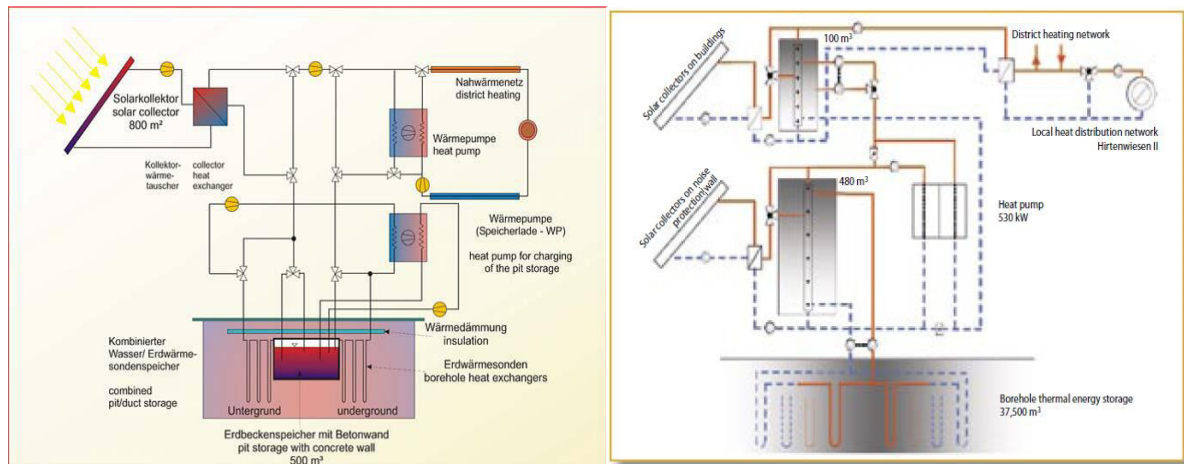 Solarkollektor
solar collector
800 m²
Kollektor-
wärme-
tauscher
collector
heat
exchanger
Nahwärmenetz
district heating
Wärmepumpe
heat pump
Wärmepumpe
(Speicherlade - WP)
heat pump for charging
of the pit storage
Kombinierter
Wasser/ Erdwärme-
sondenspeicher
combined
pit/duct storage
Wärmedämmung
insulation
Erdwärmesonden
borehole heat exchangers
Untergrund
underground
Erdbeckenspeicher mit Betonwand
pit storage with concrete wall
500 m³
Solar collectors on buildings
100 m³
District heating network
Local heat distribution network
Hirtenwiesen II
Solar collectors on noise
protection/wall
480 m³
Heat pump
530 kW
Borehole thermal energy storage
37,500 m³